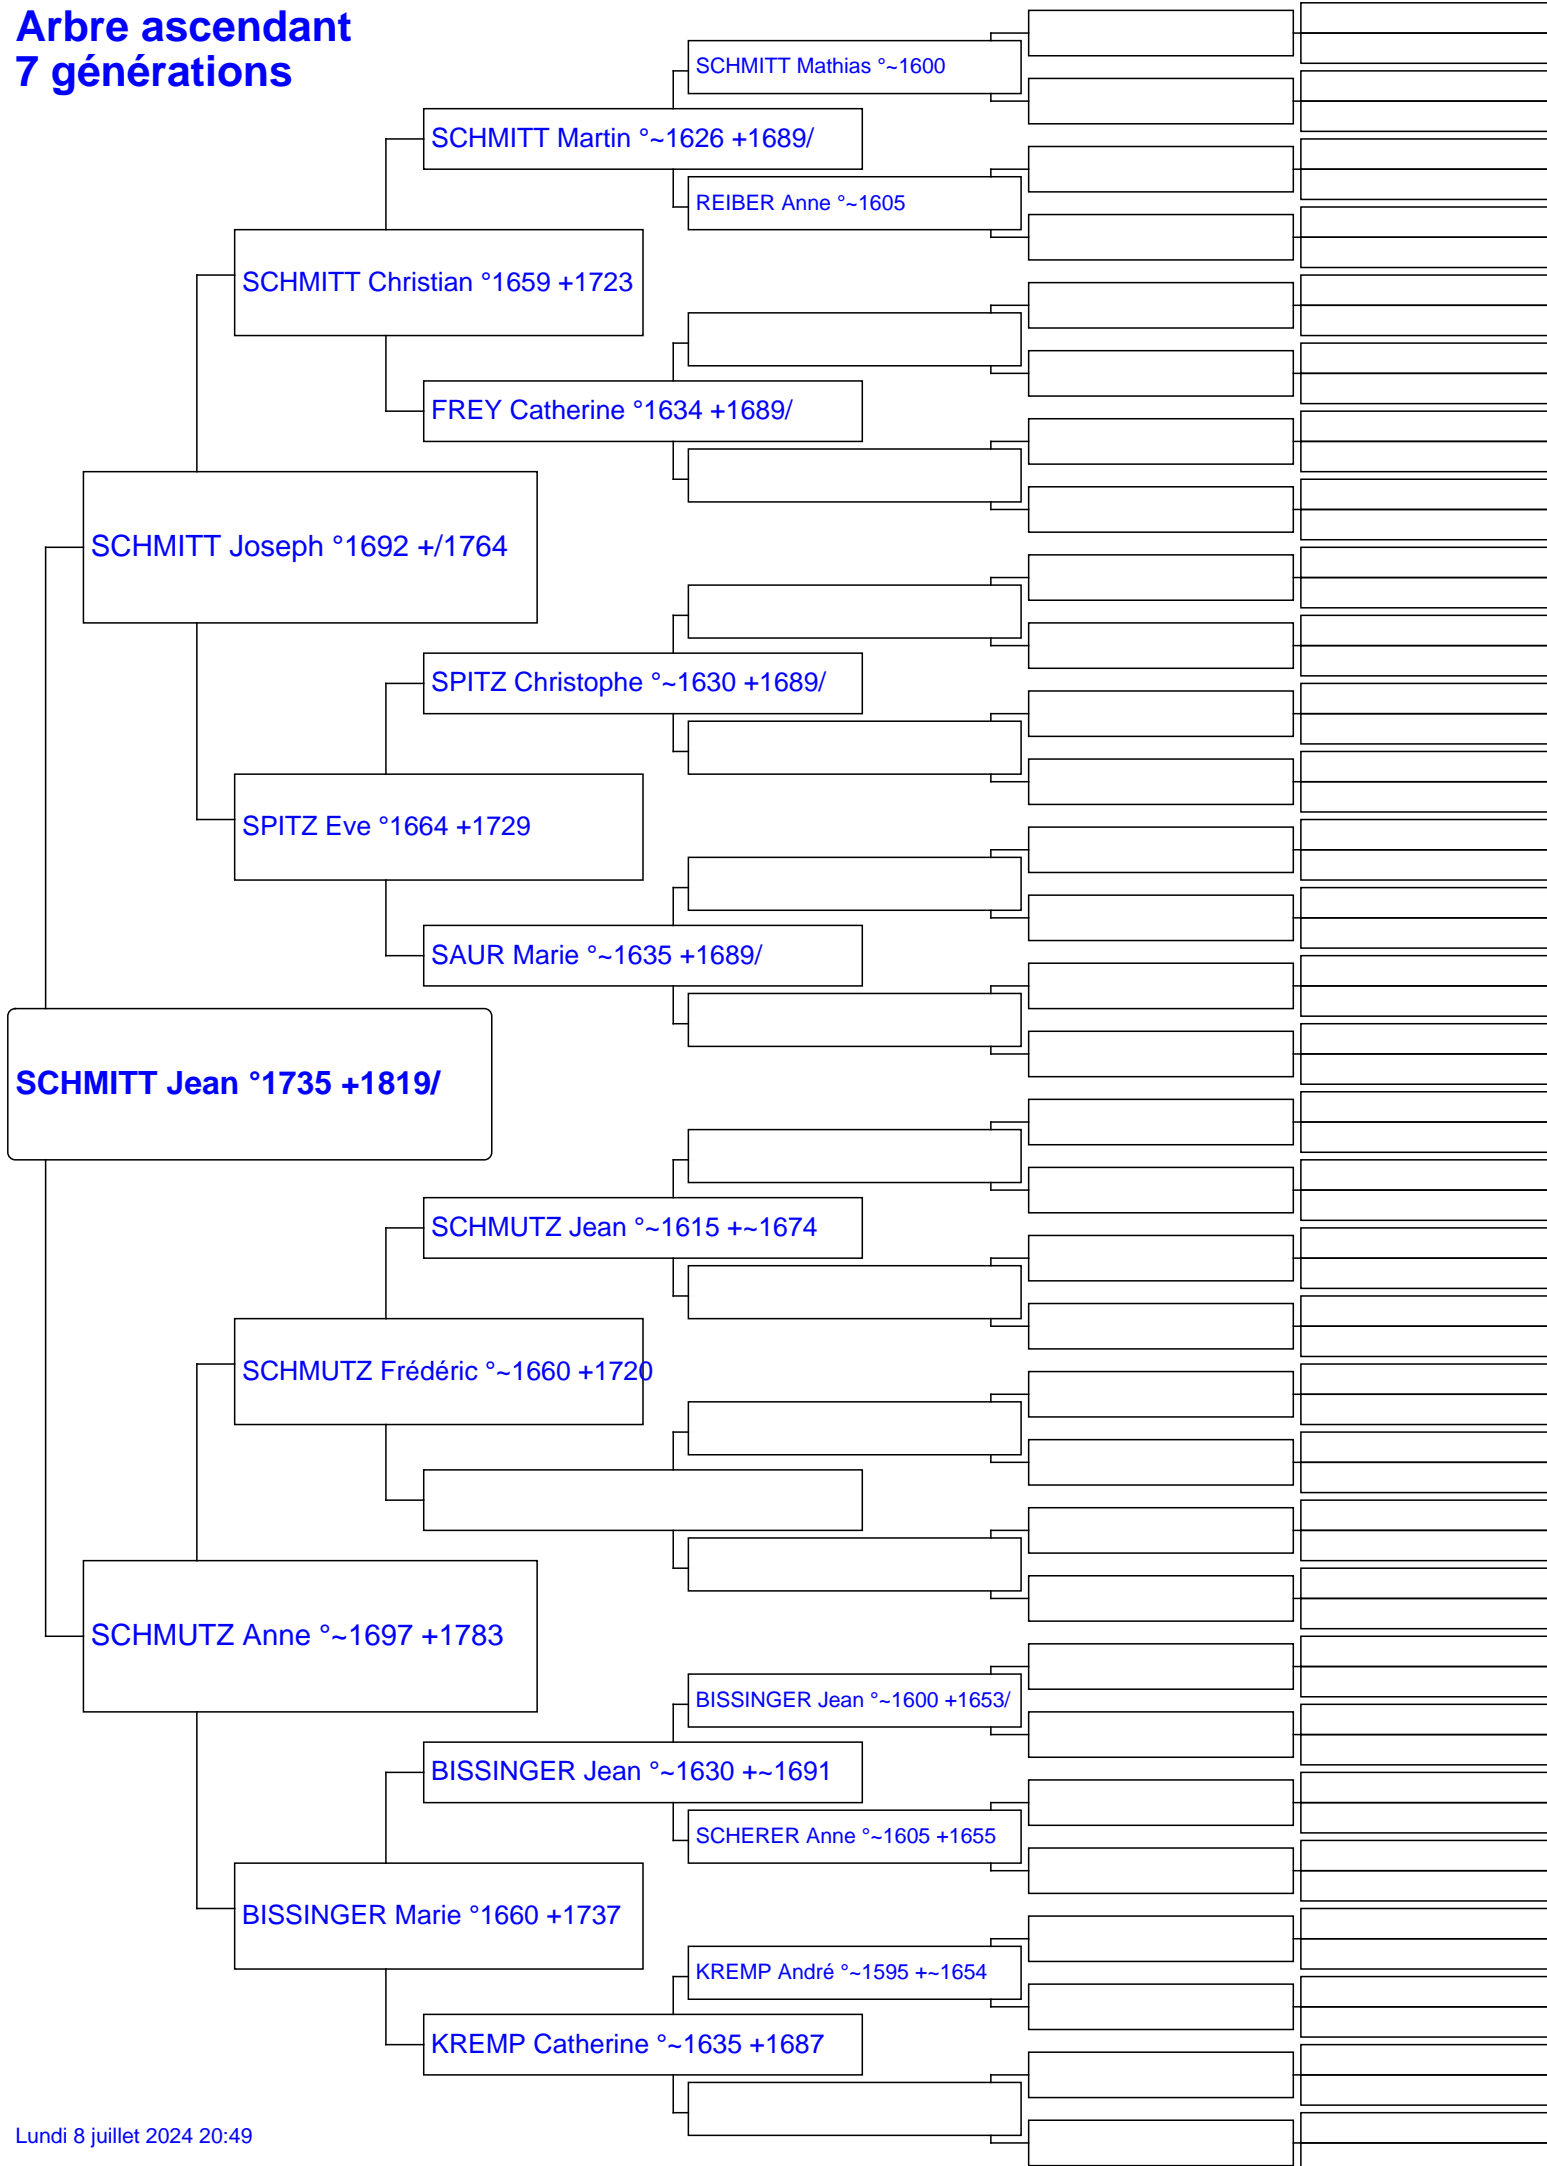 Arbre ascendant
7 générations
SCHMITT Mathias °~1600
SCHMITT Martin °~1626 +1689/
REIBER Anne °~1605
SCHMITT Christian °1659 +1723
FREY Catherine °1634 +1689/
SCHMITT Joseph °1692 +/1764
SPITZ Christophe °~1630 +1689/
SPITZ Eve °1664 +1729
SAUR Marie °~1635 +1689/
SCHMITT Jean °1735 +1819/
SCHMUTZ Jean °~1615 +~1674
SCHMUTZ Frédéric °~1660 +1720
SCHMUTZ Anne °~1697 +1783
BISSINGER Jean °~1600 +1653/
BISSINGER Jean °~1630 +~1691
SCHERER Anne °~1605 +1655
BISSINGER Marie °1660 +1737
KREMP André °~1595 +~1654
KREMP Catherine °~1635 +1687
Lundi 8 juillet 2024 20:49